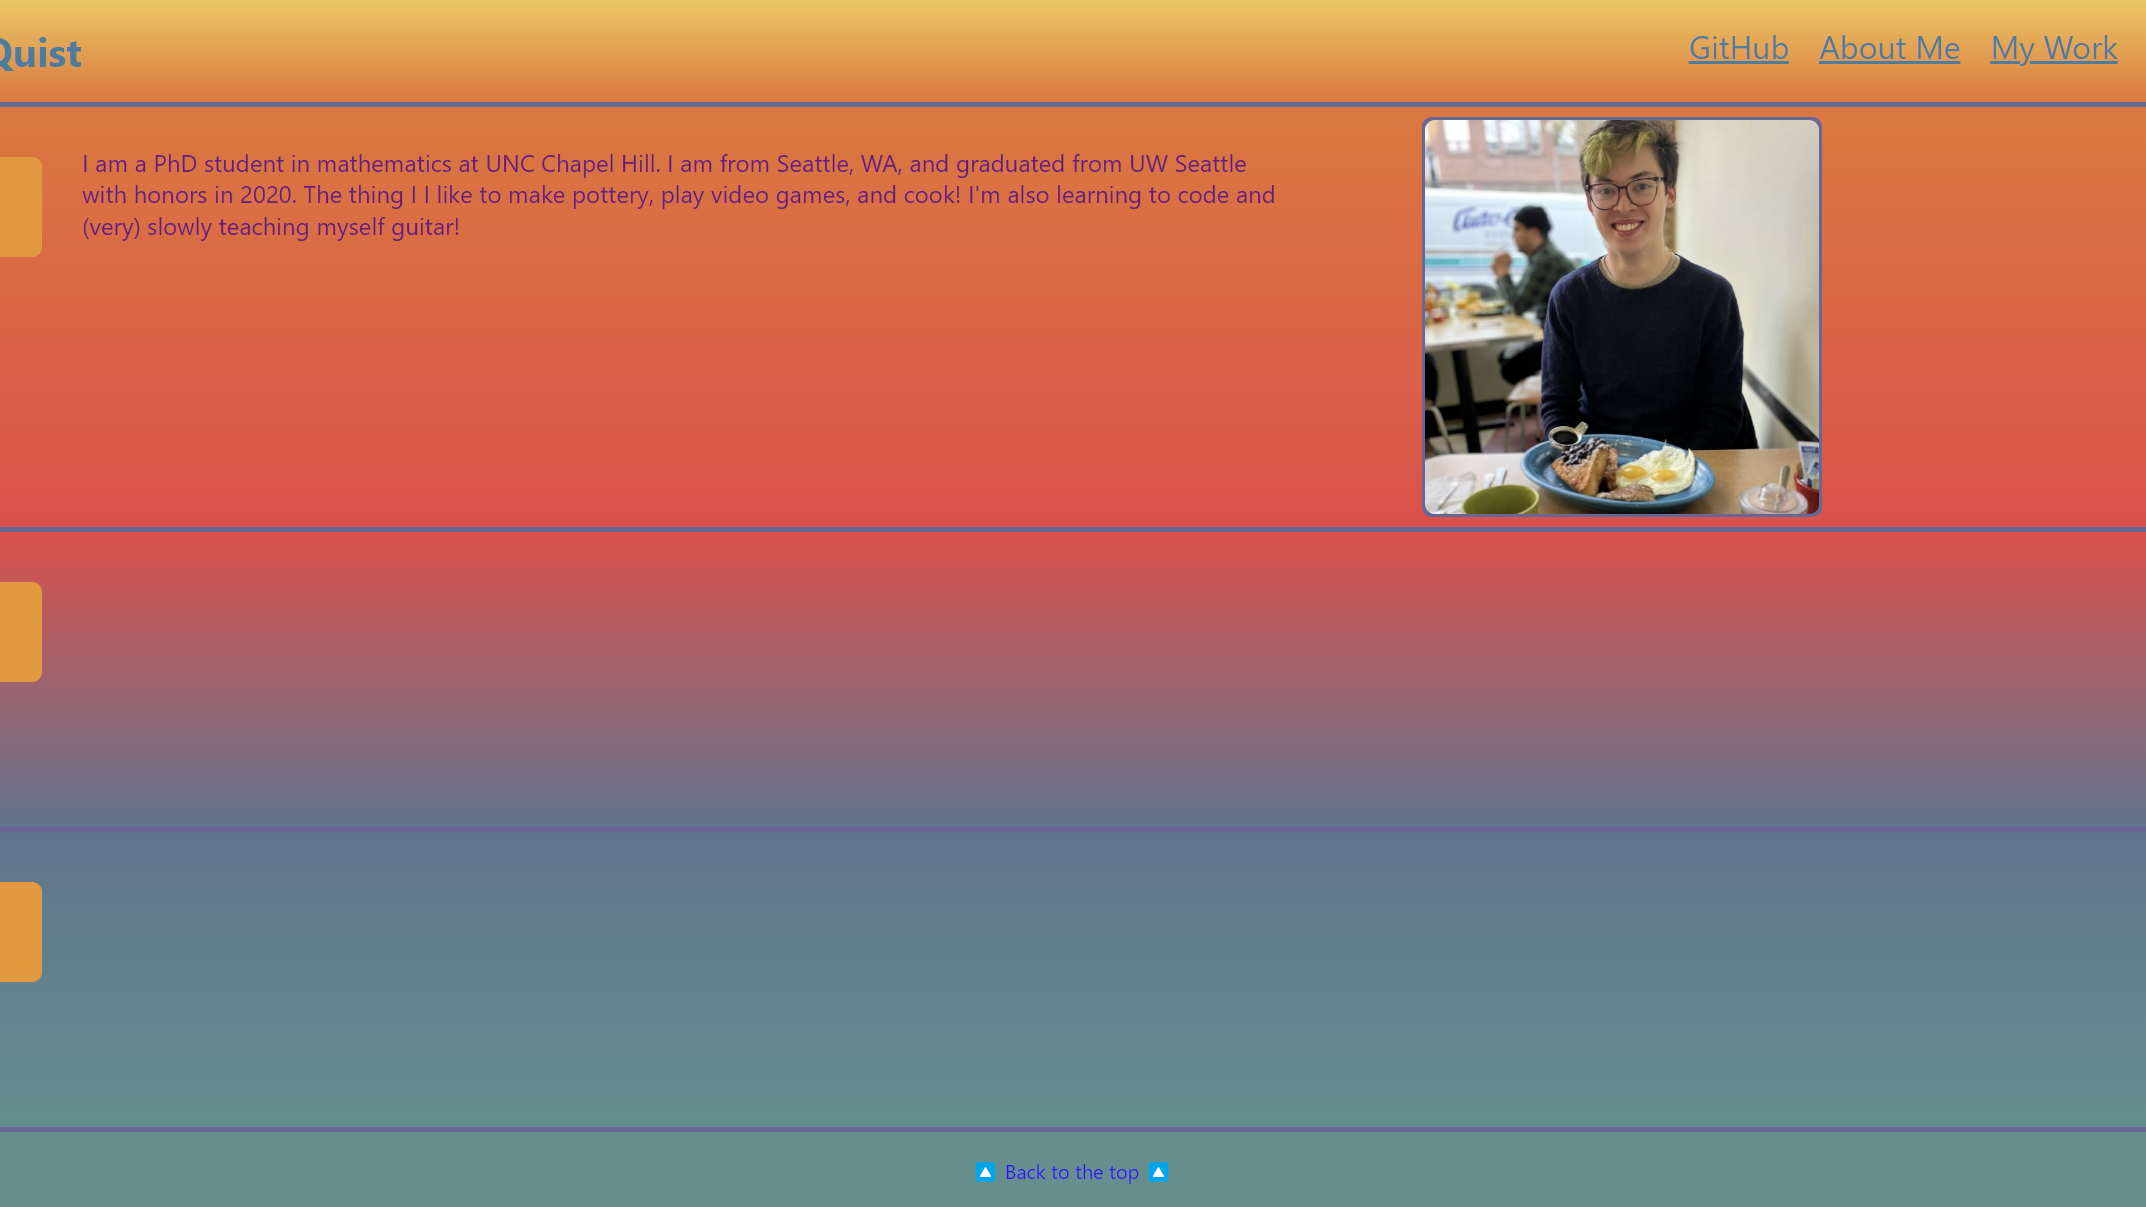 Quist
GitHub About Me My Work
I am a PhD student in mathematics at UNC Chapel Hill. I am from Seattle, WA, and graduated from UW Seattle
with honors in 2020. The thing I I like to make pottery, play video games, and cook! I'm also learning to code and
(very) slowly teaching myself guitar!
Back to the top